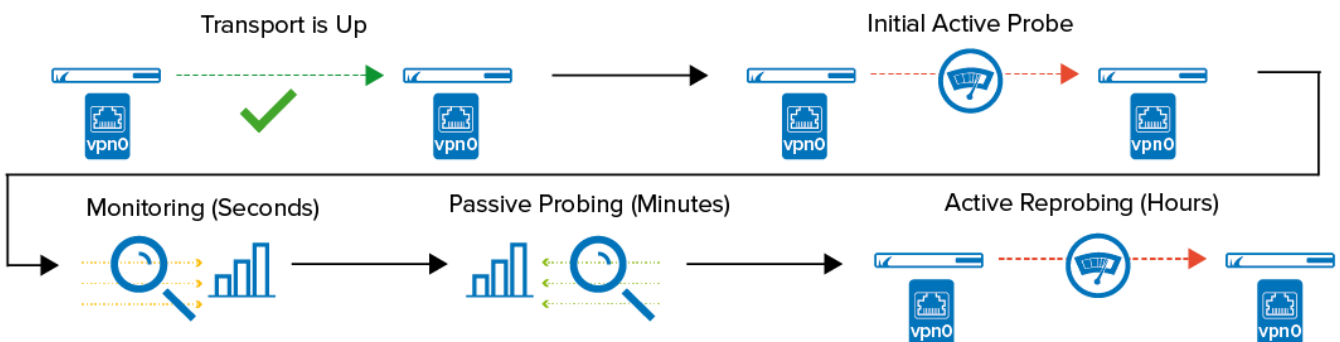 Transport is Up
Initial Active Probe
vpn0
vpn0
vpn0
vpn0
Monitoring (Seconds)
Passive Probing (Minutes)
Active Reprobing (Hours)
vpn0
vpn0